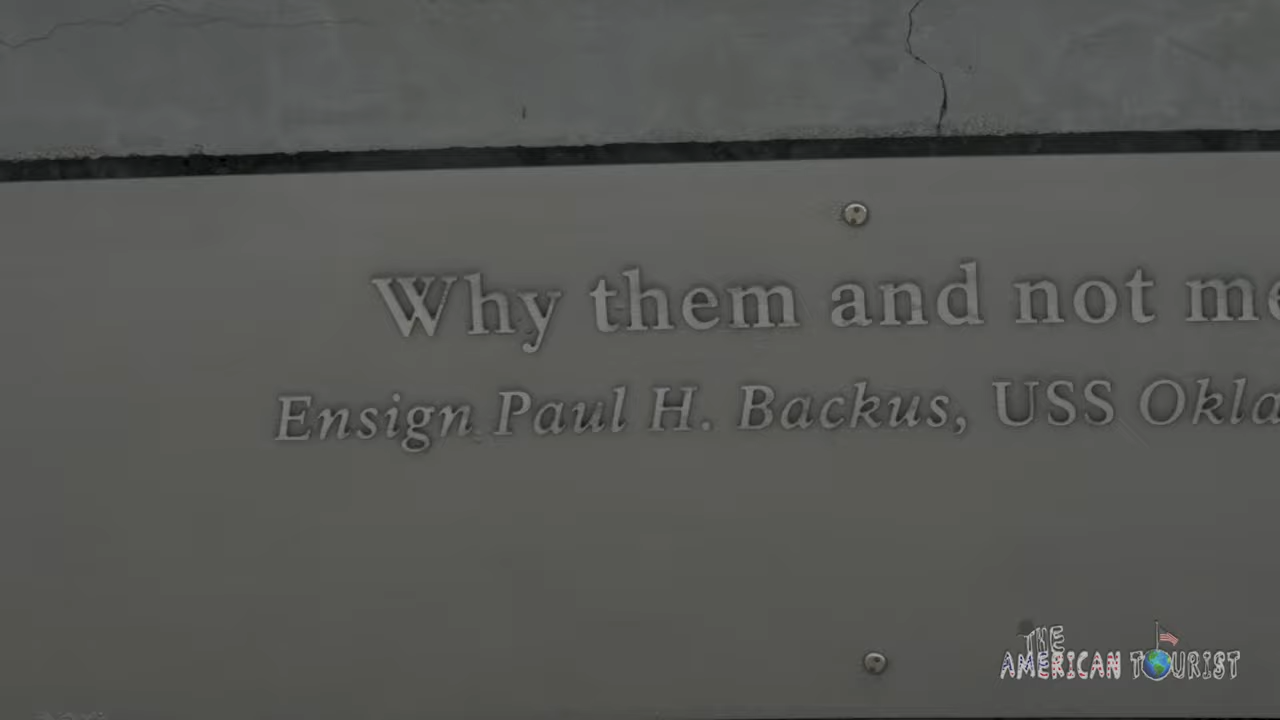 Why them and not me
Ensign Paul H. Backus, USS Okla
THE
AMERICAN TOURIST